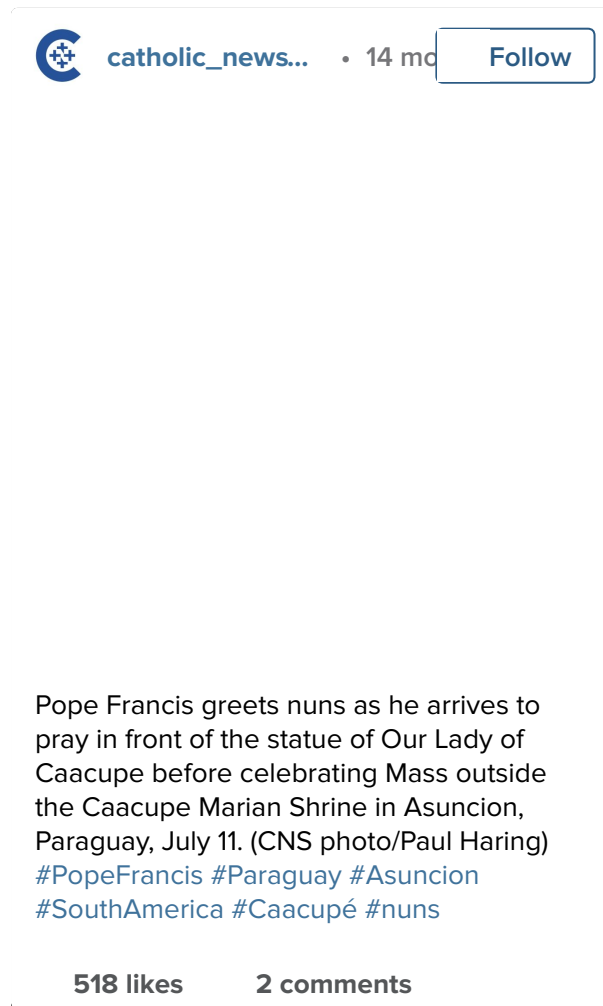 catholic_news... • 14 mo Follow
Pope Francis greets nuns as he arrives to
pray in front of the statue of Our Lady of
Caacupe before celebrating Mass outside
the Caacupe Marian Shrine in Asuncion,
Paraguay, July 11. (CNS photo/Paul Haring)
#PopeFrancis #Paraguay #Asuncion
#SouthAmerica #Caacupé #nuns
518 likes 2 comments